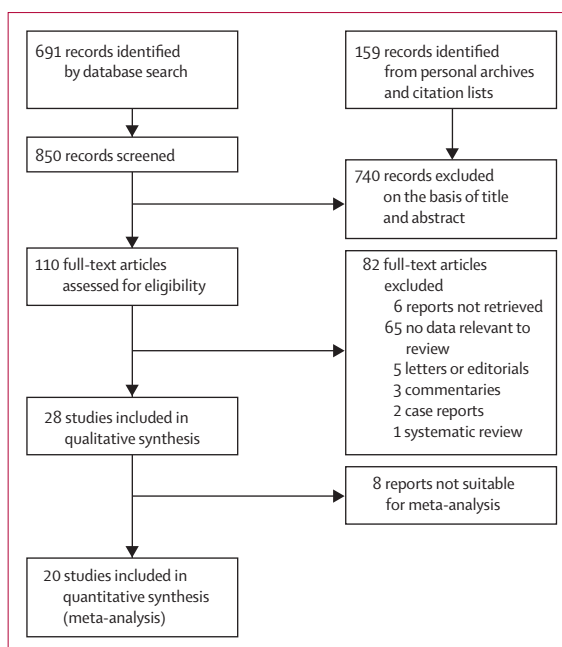 691 records identified
by database search
159 records identified
from personal archives
and citation lists
850 records screened
740 records excluded
on the basis of title
and abstract
110 full-text articles
assessed for eligibility
82 full-text articles
excluded
6 reports not retrieved
65 no data relevant to
review
5 letters or editorials
3 commentaries
2 case reports
1 systematic review
28 studies included in
qualitative synthesis
8 reports not suitable
for meta-analysis
20 studies included in
quantitative synthesis
(meta-analysis)